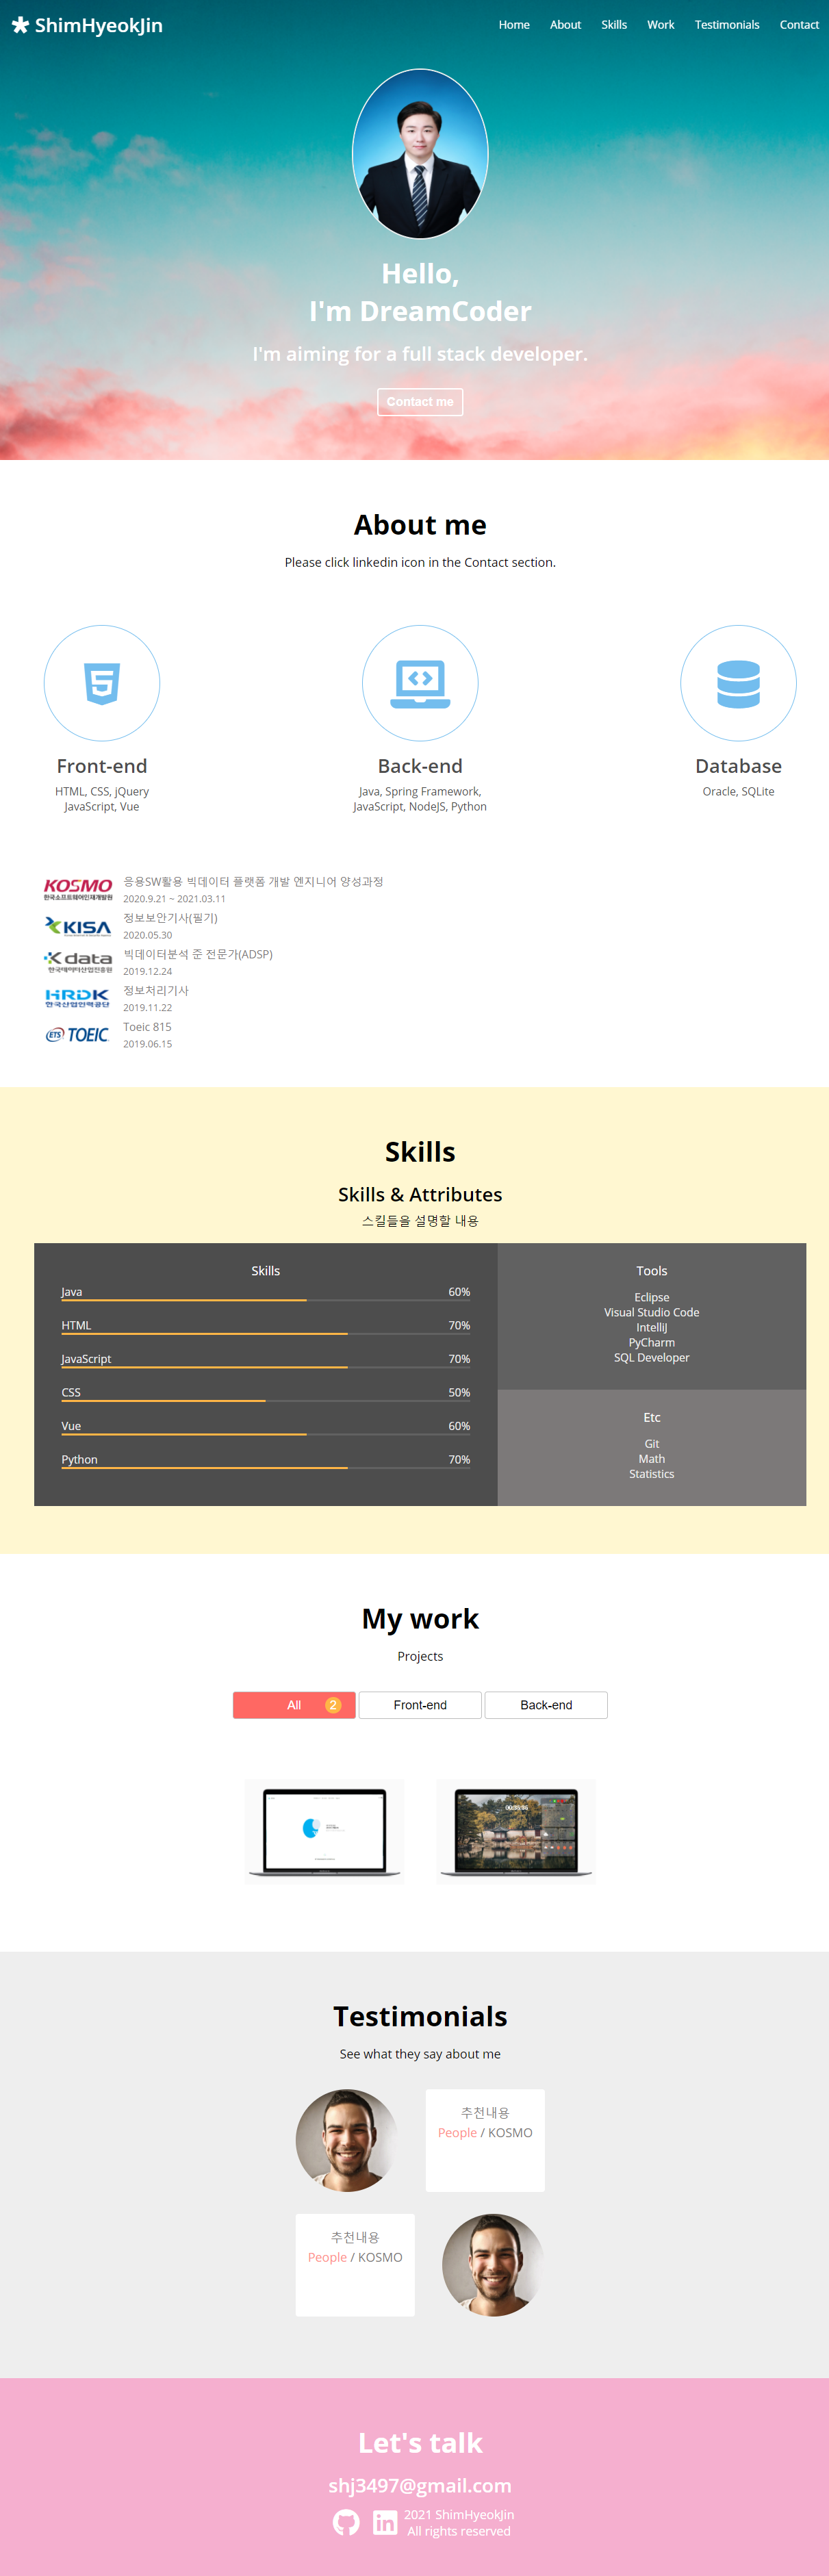 ShimHyeokJin
Home About Skills Work Testimonials Contact
Hello,
I'm DreamCoder
I'm aiming for a full stack developer.
Contact me
About me
Please click linkedin icon in the Contact section.
Front-end
HTML, CSS, jQuery
JavaScript, Vue
Back-end
Java, Spring Framework,
JavaScript, NodeJS, Python
Database
Oracle, SQLite
KOSMO
한국소프트웨어인재개발원
응용SW활용 빅데이터 플랫폼 개발 엔지니어 양성과정
2020.9.21 ~ 2021.03.11
KISA
정보보안기사(필기)
2020.05.30
K data
한국데이터산업진흥원
빅데이터분석 준 전문가(ADSP)
2019.12.24
HRDK
한국산업인력공단
정보처리기사
2019.11.22
ETS TOEIC
Toeic 815
2019.06.15
Skills
Skills & Attributes
스킬들을 설명할 내용
Skills
Java 60%
HTML 70%
JavaScript 70%
CSS 50%
Vue 60%
Python 70%
Tools
Eclipse
Visual Studio Code
IntelliJ
PyCharm
SQL Developer
Etc
Git
Math
Statistics
My work
Projects
All 2 Front-end Back-end
Testimonials
See what they say about me
추천내용
People / KOSMO
추천내용
People / KOSMO
Let's talk
shj3497@gmail.com
2021 ShimHyeokJin
All rights reserved